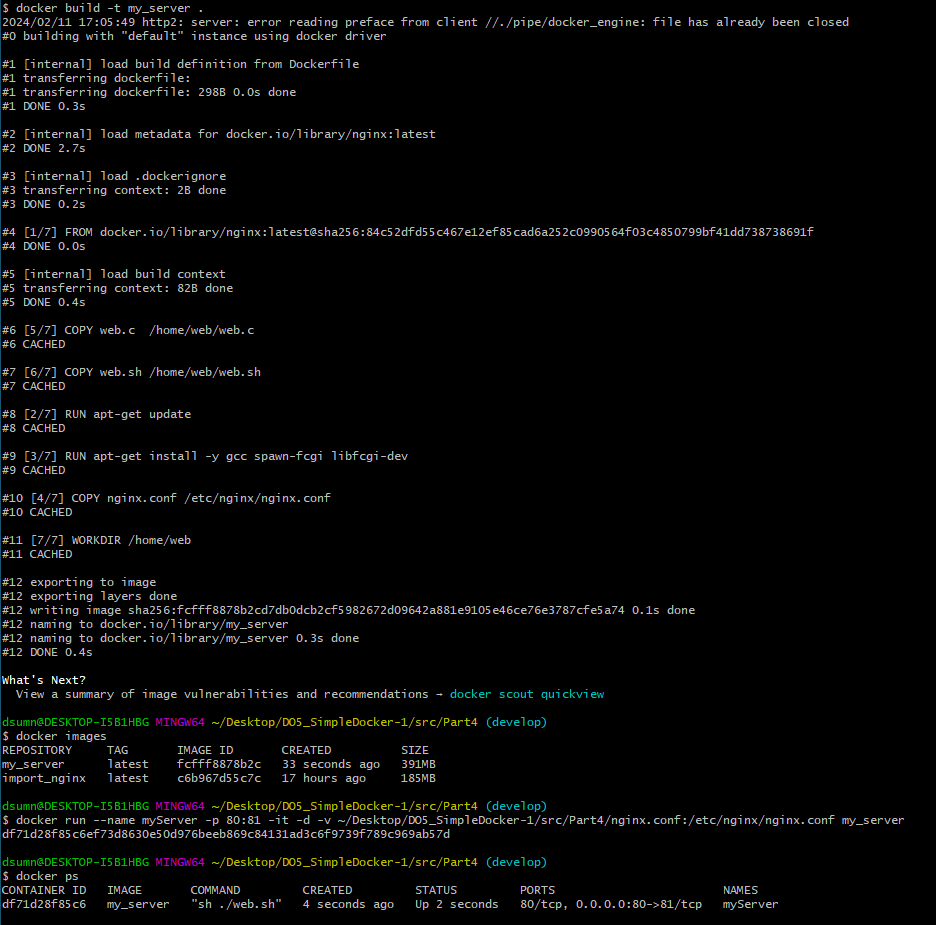 $ docker build -t my_server .
2024/02/11 17:05:49 http2: server: error reading preface from client //./pipe/docker_engine: file has already been closed
#0 building with "default" instance using docker driver
#1 [internal] load build definition from Dockerfile
#1 transferring dockerfile:
#1 transferring dockerfile: 298B 0.0s done
#1 DONE 0.3s
#2 [internal] load metadata for docker.io/library/nginx:latest
#2 DONE 2.7s
#3 [internal] load .dockerignore
#3 transferring context: 2B done
#3 DONE 0.2s
#4 [1/7] FROM docker.io/library/nginx:latest@sha256:84c52dfd55c467e12ef85cad6a252c0990564f03c4850799bf41dd738738691f
#4 DONE 0.0s
#5 [internal] load build context
#5 transferring context: 82B done
#5 DONE 0.4s
#6 [5/7] COPY web.c  /home/web/web.c
#6 CACHED
#7 [6/7] COPY web.sh /home/web/web.sh
#7 CACHED
#8 [2/7] RUN apt-get update
#8 CACHED
#9 [3/7] RUN apt-get install -y gcc spawn-fcgi libfcgi-dev
#9 CACHED
#10 [4/7] COPY nginx.conf /etc/nginx/nginx.conf
#10 CACHED
#11 [7/7] WORKDIR /home/web
#11 CACHED
#12 exporting to image
#12 exporting layers done
#12 writing image sha256:fcfff8878b2cd7db0dcb2cf5982672d09642a881e9105e46ce76e3787cfe5a74 0.1s done
#12 naming to docker.io/library/my_server
#12 naming to docker.io/library/my_server 0.3s done
#12 DONE 0.4s
What's Next?
  View a summary of image vulnerabilities and recommendations → docker scout quickview
dsumn@DESKTOP-I5B1HBG MINGW64 ~/Desktop/DO5_SimpleDocker-1/src/Part4 (develop)
$ docker images
REPOSITORY     TAG       IMAGE ID       CREATED          SIZE
my_server      latest    fcfff8878b2c   33 seconds ago   391MB
import_nginx   latest    c6b967d55c7c   17 hours ago     185MB
dsumn@DESKTOP-I5B1HBG MINGW64 ~/Desktop/DO5_SimpleDocker-1/src/Part4 (develop)
$ docker run --name myServer -p 80:81 -it -d -v ~/Desktop/DO5_SimpleDocker-1/src/Part4/nginx.conf:/etc/nginx/nginx.conf my_server
df71d28f85c6ef73d8630e50d976beeb869c84131ad3c6f9739f789c969ab57d
dsumn@DESKTOP-I5B1HBG MINGW64 ~/Desktop/DO5_SimpleDocker-1/src/Part4 (develop)
$ docker ps
CONTAINER ID   IMAGE       COMMAND         CREATED         STATUS         PORTS                        NAMES
df71d28f85c6   my_server   "sh ./web.sh"   4 seconds ago   Up 2 seconds   80/tcp, 0.0.0.0:80->81/tcp   myServer